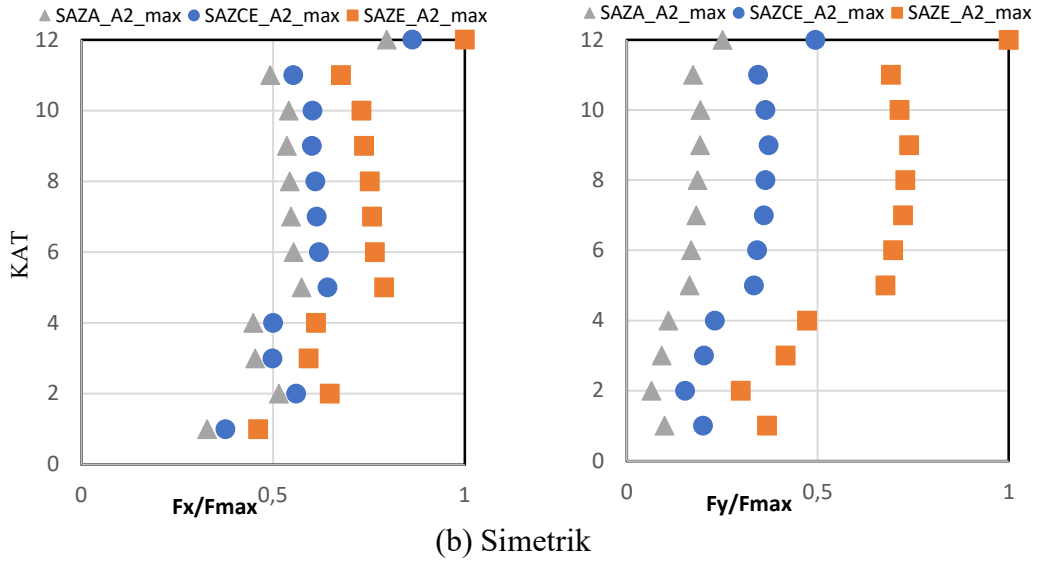 SAZA_A2_max SAZCE_A2_max SAZE_A2_max
12
10
8
6
4
2
0
KAT
0 0,5 1
Fx/Fmax
SAZA_A2_max SAZCE_A2_max SAZE_A2_max
12
10
8
6
4
2
0
0 0,5 1
Fy/Fmax
(b) Simetrik